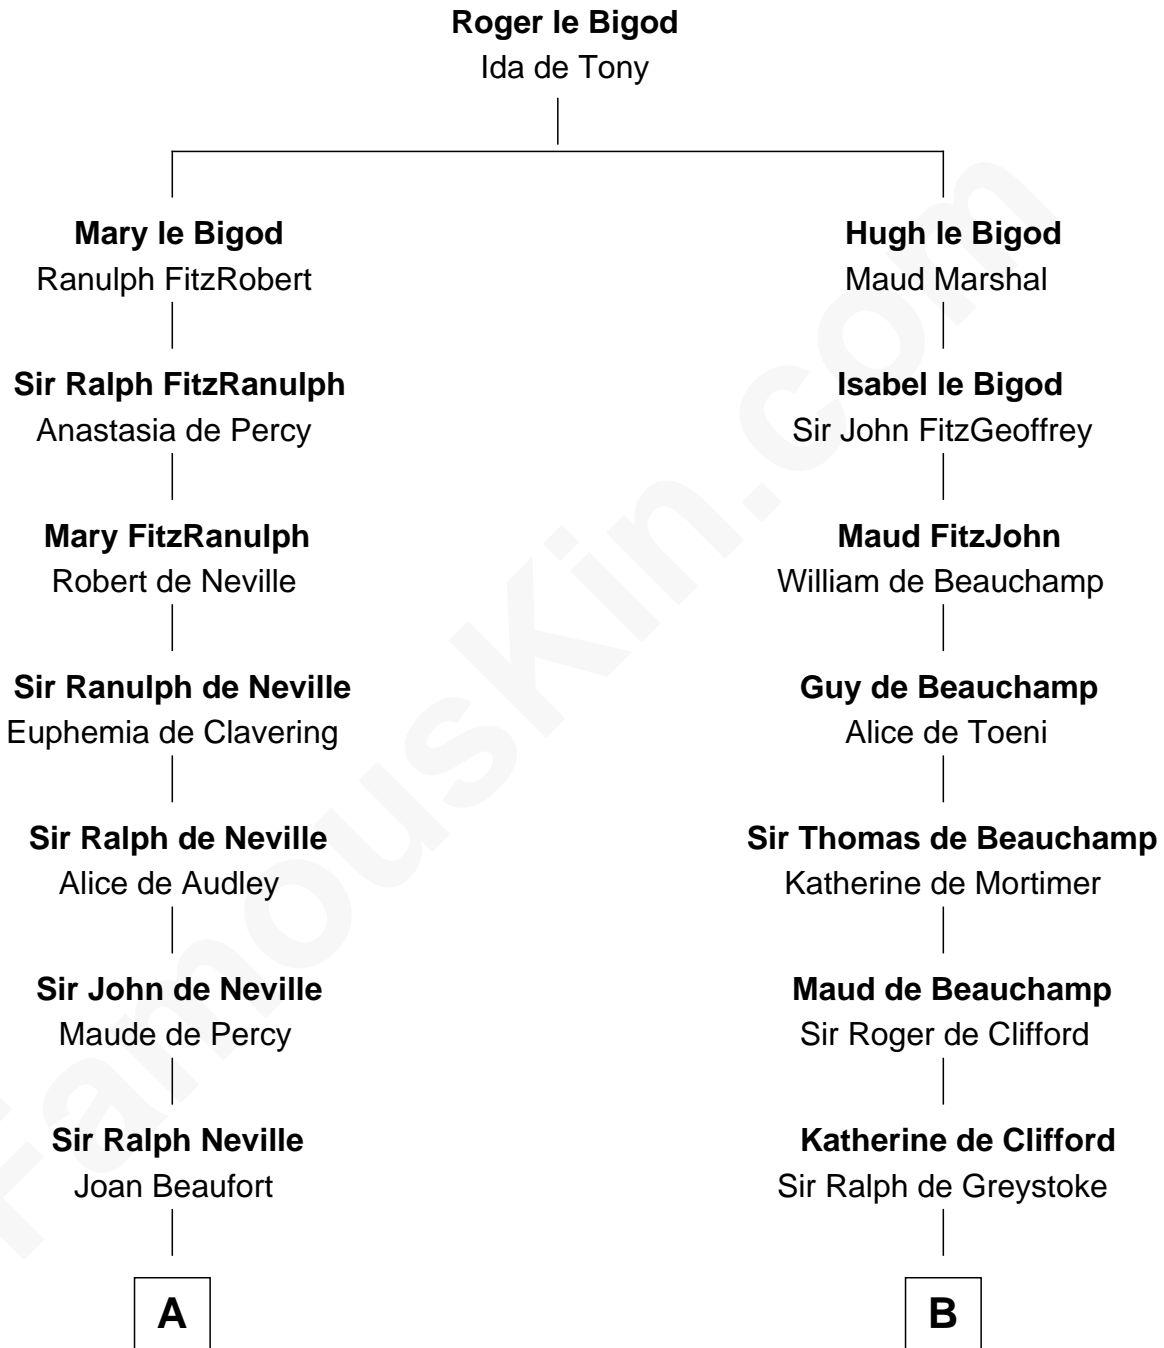 Roger le Bigod
Ida de Tony
Mary le Bigod
Ranulph FitzRobert
Hugh le Bigod
Maud Marshal
Sir Ralph FitzRanulph
Anastasia de Percy
Isabel le Bigod
Sir John FitzGeoffrey
Mary FitzRanulph
Robert de Neville
Maud FitzJohn
William de Beauchamp
Sir Ranulph de Neville
Euphemia de Clavering
Guy de Beauchamp
Alice de Toeni
Sir Ralph de Neville
Alice de Audley
Sir Thomas de Beauchamp
Katherine de Mortimer
Sir John de Neville
Maude de Percy
Maud de Beauchamp
Sir Roger de Clifford
Sir Ralph Neville
Joan Beaufort
Katherine de Clifford
Sir Ralph de Greystoke
A
B
FamousKin.com